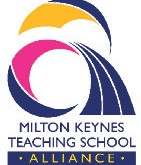 MILTON KEYNES
TEACHING SCHOOL
• ALLIANCE •